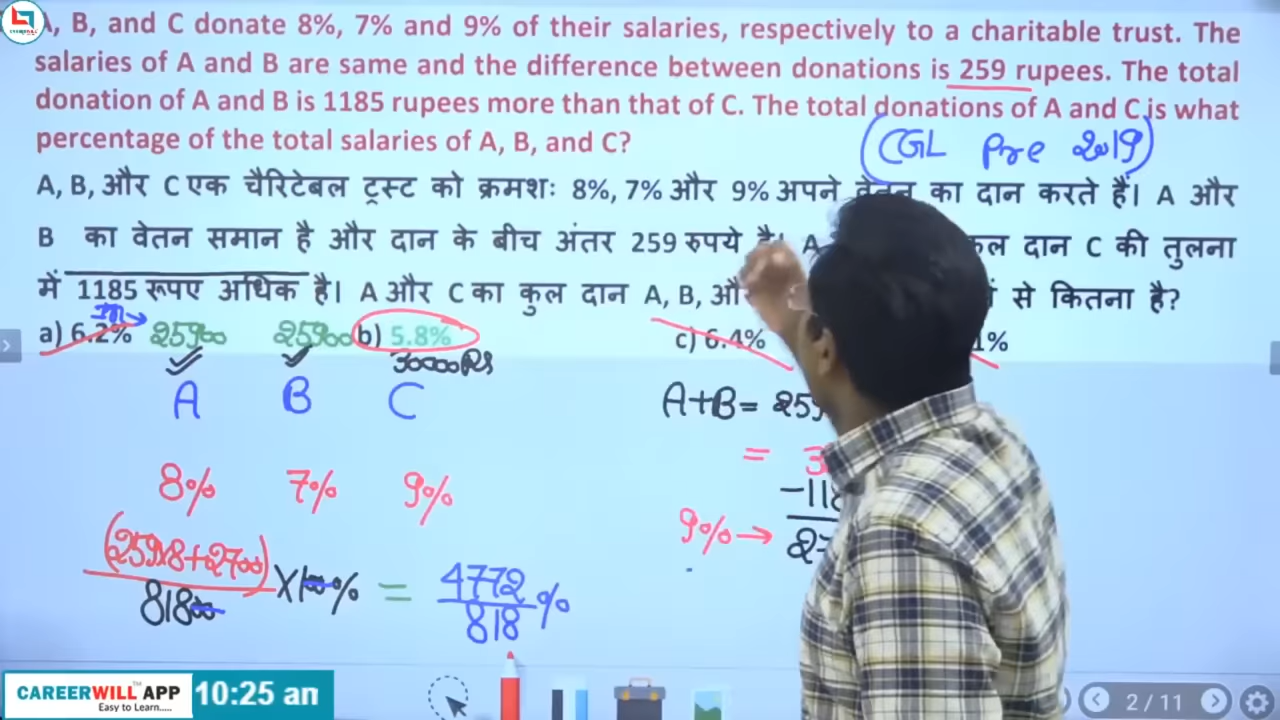 A, B, and C donate 8%, 7% and 9% of their salaries, respectively to a charitable trust. The
salaries of A and B are same and the difference between donations is 259 rupees. The total
donation of A and B is 1185 rupees more than that of C. The total donations of A and C is what
percentage of the total salaries of A, B, and C?
(CGL Pre 2019)
A, B, और C एक चैरिटेबल ट्रस्ट को क्रमशः 8%, 7% और 9% अपने वेतन का दान करते हैं। A और
B का वेतन समान है और दान के बीच अंतर 259 रुपये है। A कुल दान C की तुलना
में 1185 रूपए अधिक है। A और C का कुल दान A, B, से कितना है?
a) 6.2% 25900 25900 b) 5.8% c) 6.4% 1%
30000 Rs
A B C A+B=
=
8% 7% 9%
9% →
(259×8+2700)
8180 ×100% = 4772
818 %
CAREERWILL APP
Easy to Learn.....
10:25 an
2 / 11